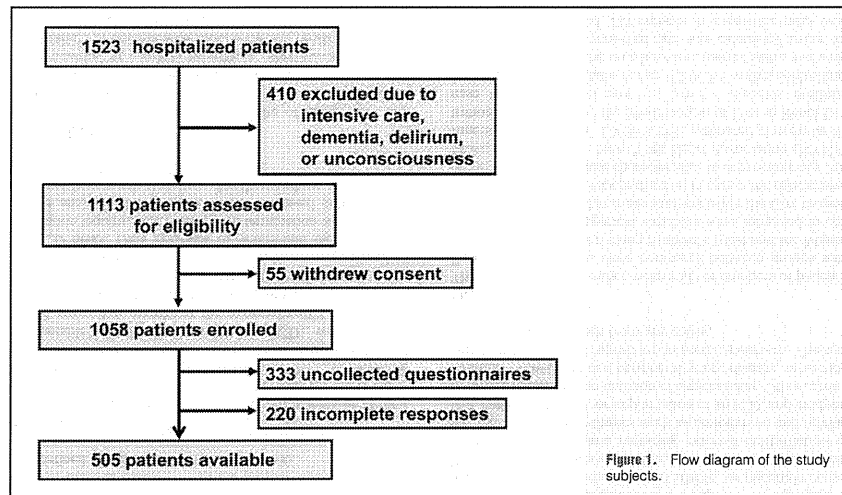 1523 hospitalized patients
410 excluded due to
intensive care,
dementia, delirium,
or unconsciousness
1113 patients assessed
for eligibility
55 withdrew consent
1058 patients enrolled
333 uncollected questionnaires
220 incomplete responses
505 patients available
Figure 1. Flow diagram of the study
subjects.